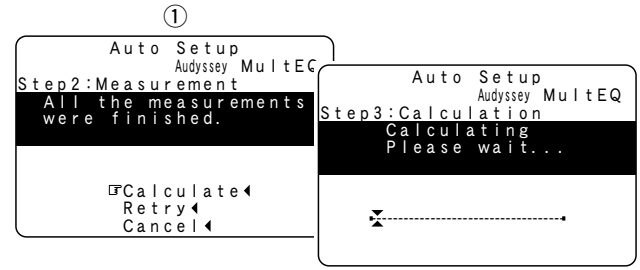 ①
Auto Setup
Audyssey MultEQ
Step2:Measurement
All the measurements
were finished.
☞Calculate◀
Retry◀
Cancel◀
Auto Setup
Audyssey MultEQ
Step3:Calculation
Calculating
Please wait...